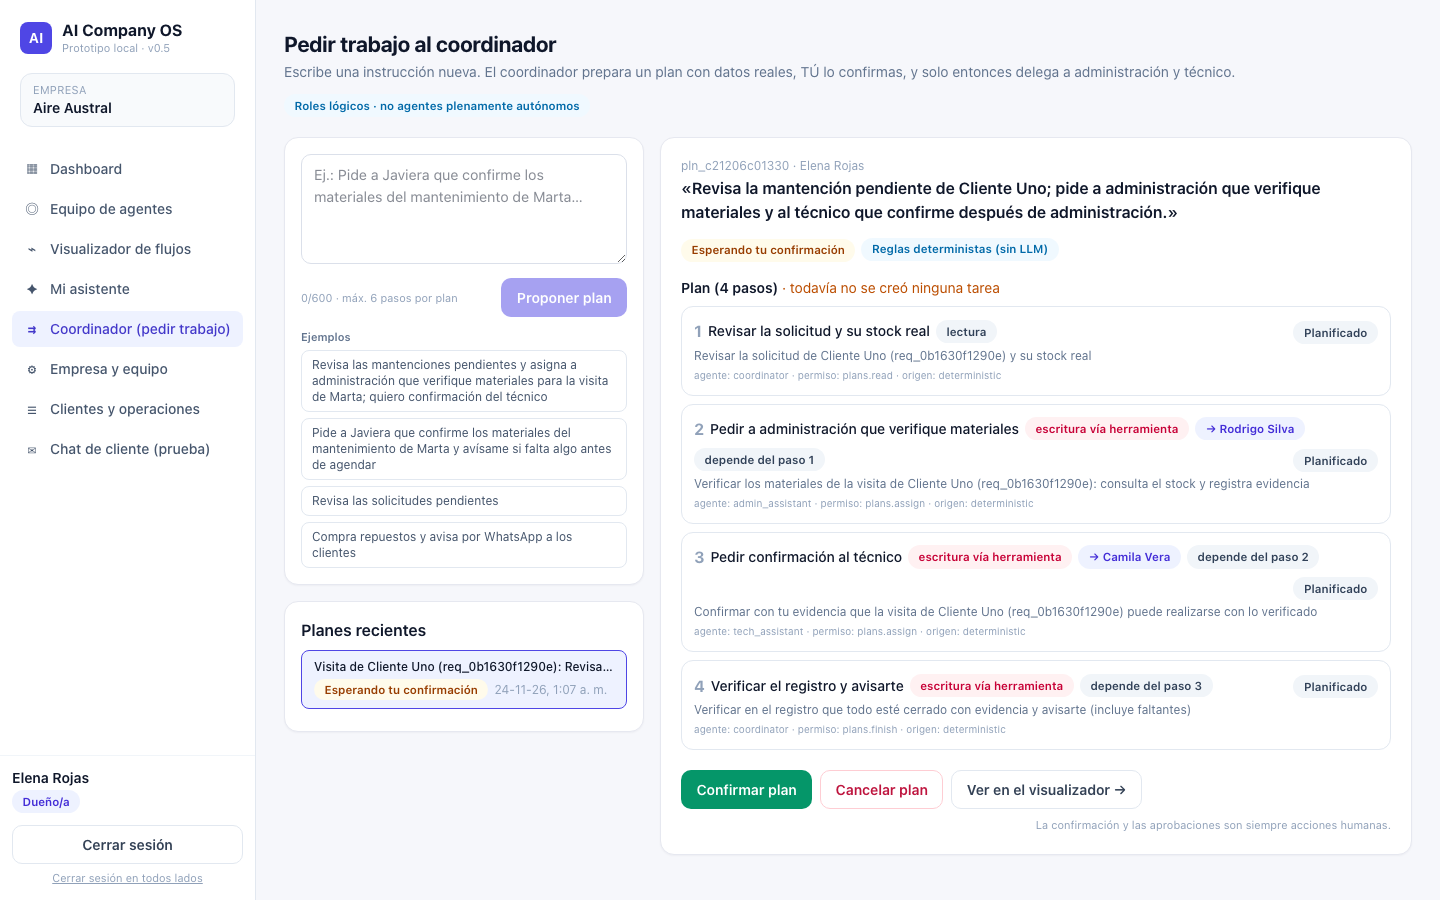 AI
AI Company OS
Prototipo local · v0.5
EMPRESA
Aire Austral
Dashboard
Equipo de agentes
Visualizador de flujos
Mi asistente
Coordinador (pedir trabajo)
Empresa y equipo
Clientes y operaciones
Chat de cliente (prueba)
Elena Rojas
Dueño/a
Cerrar sesión
Cerrar sesión en todos lados
Pedir trabajo al coordinador
Escribe una instrucción nueva. El coordinador prepara un plan con datos reales, TÚ lo confirmas, y solo entonces delega a administración y técnico.
Roles lógicos · no agentes plenamente autónomos
Ej.: Pide a Javiera que confirme los
materiales del mantenimiento de Marta...
0/600 · máx. 6 pasos por plan
Proponer plan
Ejemplos
Revisa las mantenciones pendientes y asigna a
administración que verifique materiales para la visita
de Marta; quiero confirmación del técnico
Pide a Javiera que confirme los materiales del
mantenimiento de Marta y avísame si falta algo antes
de agendar
Revisa las solicitudes pendientes
Compra repuestos y avisa por WhatsApp a los
clientes
Planes recientes
Visita de Cliente Uno (req_0b1630f1290e): Revisa...
Esperando tu confirmación 24-11-26, 1:07 a. m.
pln_c21206c01330 · Elena Rojas
«Revisa la mantención pendiente de Cliente Uno; pide a administración que verifique
materiales y al técnico que confirme después de administración.»
Esperando tu confirmación Reglas deterministas (sin LLM)
Plan (4 pasos) · todavía no se creó ninguna tarea
1 Revisar la solicitud y su stock real lectura Planificado
Revisar la solicitud de Cliente Uno (req_0b1630f1290e) y su stock real
agente: coordinator · permiso: plans.read · origen: deterministic
2 Pedir a administración que verifique materiales escritura vía herramienta → Rodrigo Silva
depende del paso 1 Planificado
Verificar los materiales de la visita de Cliente Uno (req_0b1630f1290e): consulta el stock y registra evidencia
agente: admin_assistant · permiso: plans.assign · origen: deterministic
3 Pedir confirmación al técnico escritura vía herramienta → Camila Vera depende del paso 2
Planificado
Confirmar con tu evidencia que la visita de Cliente Uno (req_0b1630f1290e) puede realizarse con lo verificado
agente: tech_assistant · permiso: plans.assign · origen: deterministic
4 Verificar el registro y avisarte escritura vía herramienta depende del paso 3 Planificado
Verificar en el registro que todo esté cerrado con evidencia y avisarte (incluye faltantes)
agente: coordinator · permiso: plans.finish · origen: deterministic
Confirmar plan Cancelar plan Ver en el visualizador →
La confirmación y las aprobaciones son siempre acciones humanas.